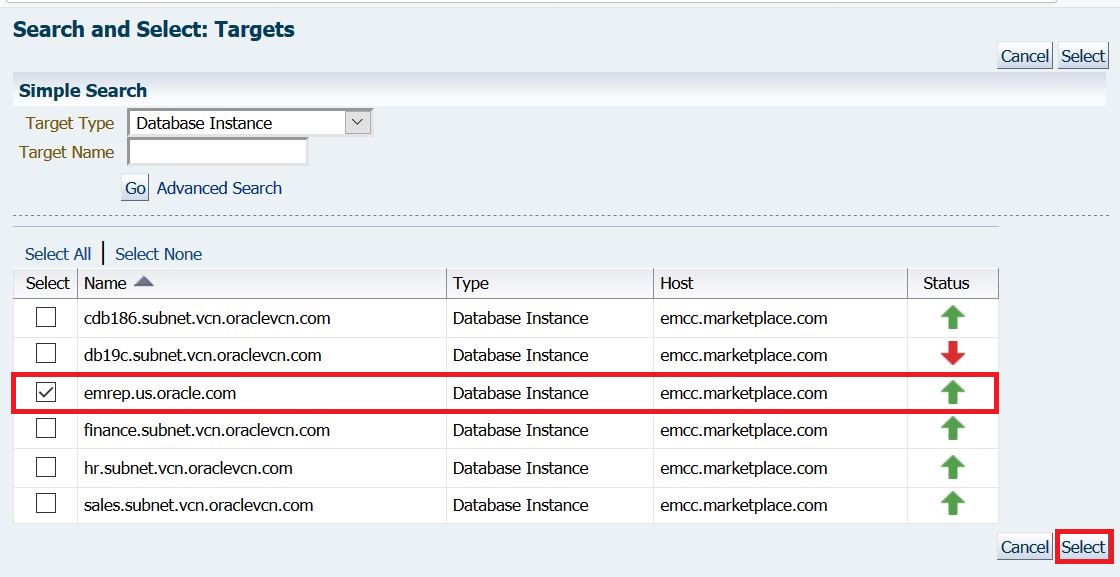 Search and Select: Targets
Cancel Select
Simple Search
Target Type Database Instance
Target Name
Go Advanced Search
Select All | Select None
Select Name Type Host Status
cdb186.subnet.vcn.oraclevcn.com Database Instance emcc.marketplace.com
db19c.subnet.vcn.oraclevcn.com Database Instance emcc.marketplace.com
emrep.us.oracle.com Database Instance emcc.marketplace.com
finance.subnet.vcn.oraclevcn.com Database Instance emcc.marketplace.com
hr.subnet.vcn.oraclevcn.com Database Instance emcc.marketplace.com
sales.subnet.vcn.oraclevcn.com Database Instance emcc.marketplace.com
Cancel Select